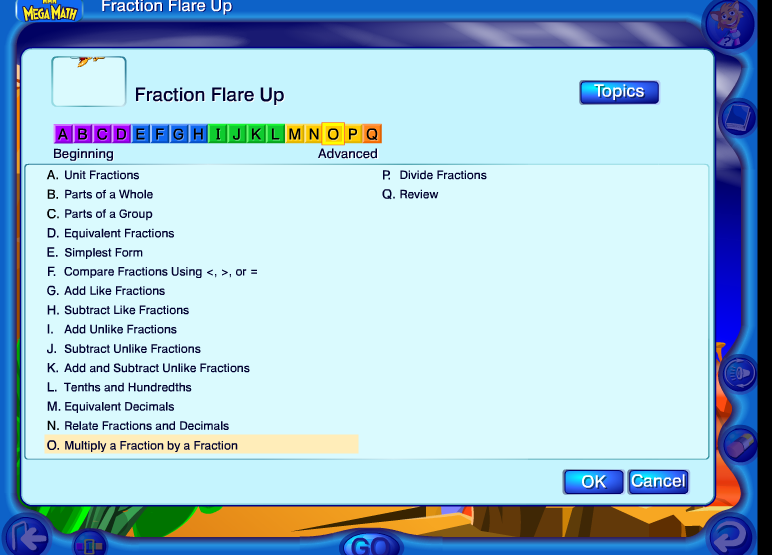 MEGA MATH
Fraction Flare Up
Fraction Flare Up
Topics
A B C D E F G H I J K L M N O P Q
Beginning Advanced
A. Unit Fractions
B. Parts of a Whole
C. Parts of a Group
D. Equivalent Fractions
E. Simplest Form
F. Compare Fractions Using <, >, or =
G. Add Like Fractions
H. Subtract Like Fractions
I. Add Unlike Fractions
J. Subtract Unlike Fractions
K. Add and Subtract Unlike Fractions
L. Tenths and Hundredths
M. Equivalent Decimals
N. Relate Fractions and Decimals
O. Multiply a Fraction by a Fraction
P. Divide Fractions
Q. Review
OK Cancel
GO